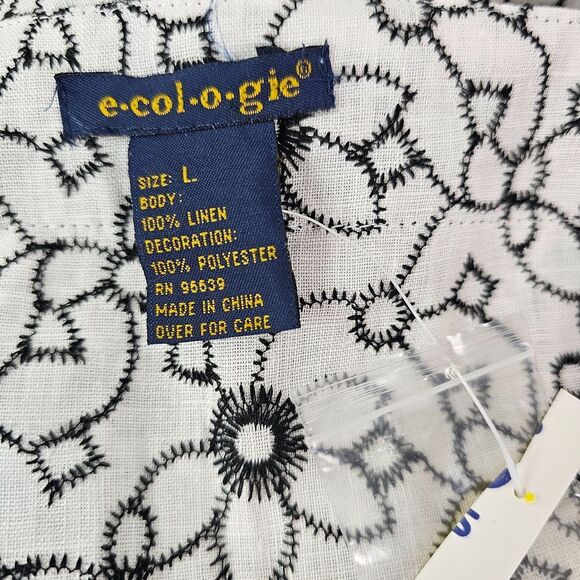 e•col•o•gie®
SIZE: L
BODY:
100% LINEN
DECORATION:
100% POLYESTER
RN 96639
MADE IN CHINA
OVER FOR CARE